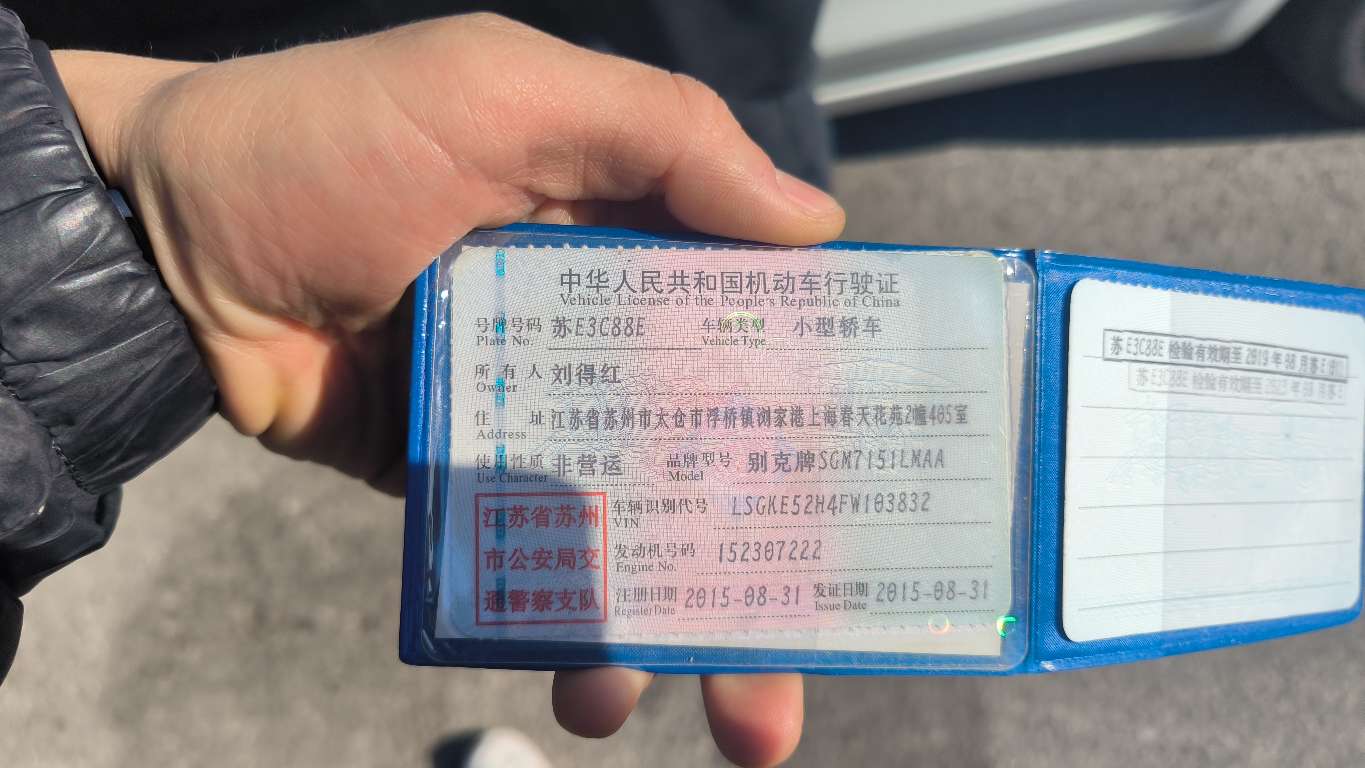 中华人民共和国机动车行驶证
Vehicle License of the People's Republic of China
号牌号码 苏E3C88E 车辆类型 小型轿车
Plate No. Vehicle Type
所有人 刘得红
Owner
住址 江苏省苏州市太仓市浮桥镇浏家港上海春天花苑2幢405室
Address
使用性质 非营运 品牌型号 别克牌SGM7151LMAA
Use Character Model
车辆识别代号 LSGKE52H4FW103832
VIN
发动机号码 152307222
Engine No.
注册日期 2015-08-31 发证日期 2015-08-31
Register Date Issue Date
江苏省苏州
市公安局交
通警察支队
苏E3C88E 检验有效期至 2019年08月苏E
苏E3C88E 检验有效期至 年08月苏E